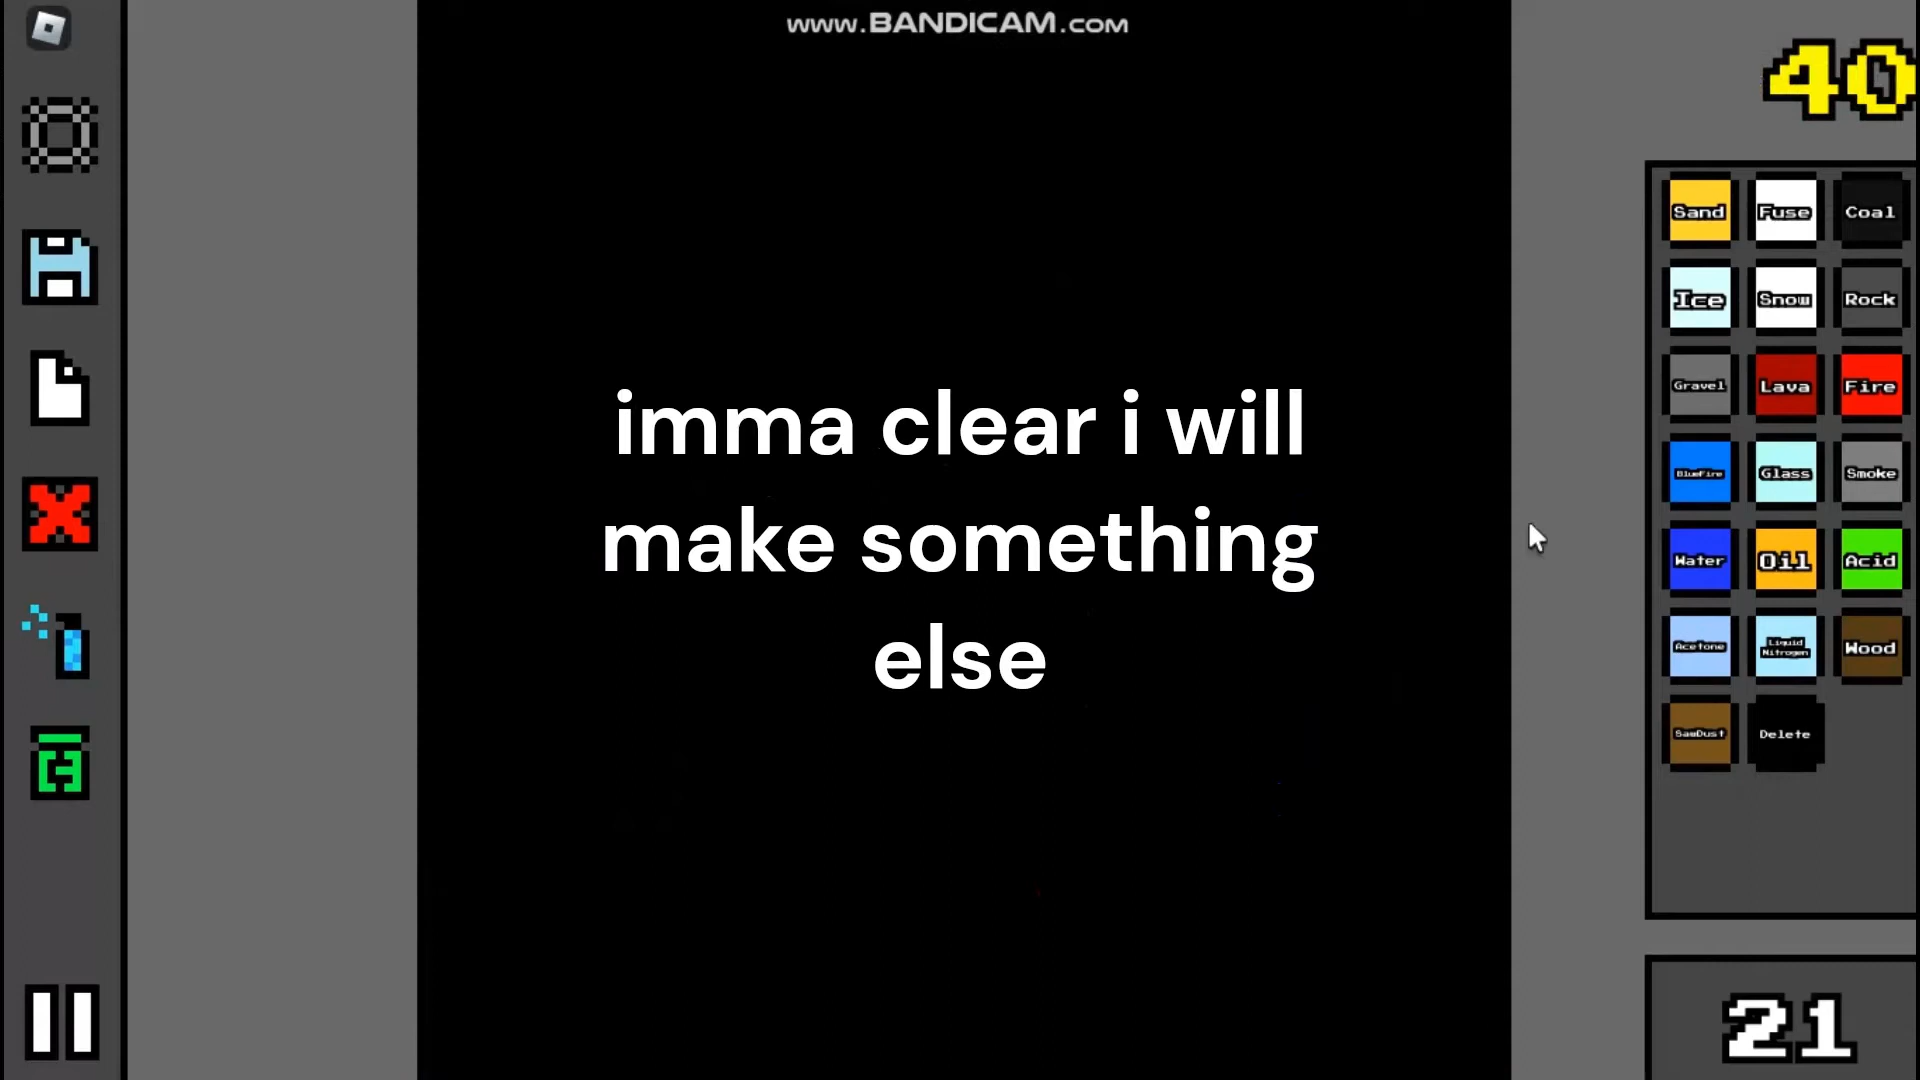 www.BANDICAM.com
40
Sand Fuse Coal
Ice Snow Rock
Gravel Lava Fire
imma clear i will
make something
else
BlueFire Glass Smoke
Water Oil Acid
Acetone Liquid Nitrogen Wood
SawDust Delete
21